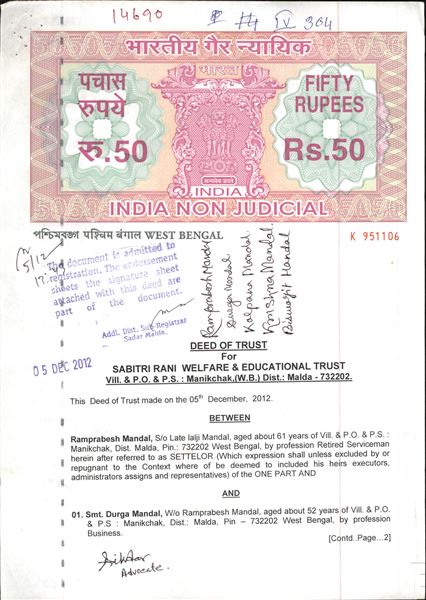 14690
IV 304
भारतीय गैर न्यायिक
भारत
पचास
रुपये
रु.50
FIFTY
RUPEES
Rs.50
सत्यमेव जयते
INDIA
INDIA NON JUDICIAL
পশ্চিমবঙ্গ पश्चिम बंगाल WEST BENGAL
K 951106
5/12
The document is admitted to
registration. The endorsement
sheets the signature sheet
attached with this deed are
part of the document.
Addl. Dist. Sub-Registrar
Sadar Malda.
05 DEC 2012
Ramprabesh Mandal
Durga Mandal
Kalpana Mandal.
Krishna Mandal.
Biswajit Mandal
DEED OF TRUST
For
SABITRI RANI WELFARE & EDUCATIONAL TRUST
Vill. & P.O. & P.S. : Manikchak,(W.B.) Dist.: Malda - 732202.
This Deed of Trust made on the 05th December, 2012.
BETWEEN
Ramprabesh Mandal, S/o Late lalji Mandal, aged about 61 years of Vill. & P.O. & P.S. :
Manikchak, Dist. Malda, Pin.: 732202 West Bengal, by profession Retired Serviceman
herein after referred to as SETTELOR (Which expression shall unless excluded by or
repugnant to the Context where of be deemed to included his heirs executors,
administrators assigns and representatives) of the ONE PART AND
AND
01. Smt. Durga Mandal, W/o Ramprabesh Mandal, aged about 52 years of Vill. & P.O.
& P.S : Manikchak, Dist.: Malda, Pin – 732202 West Bengal, by profession
Business.
[Contd..Page...2]
Advocate.